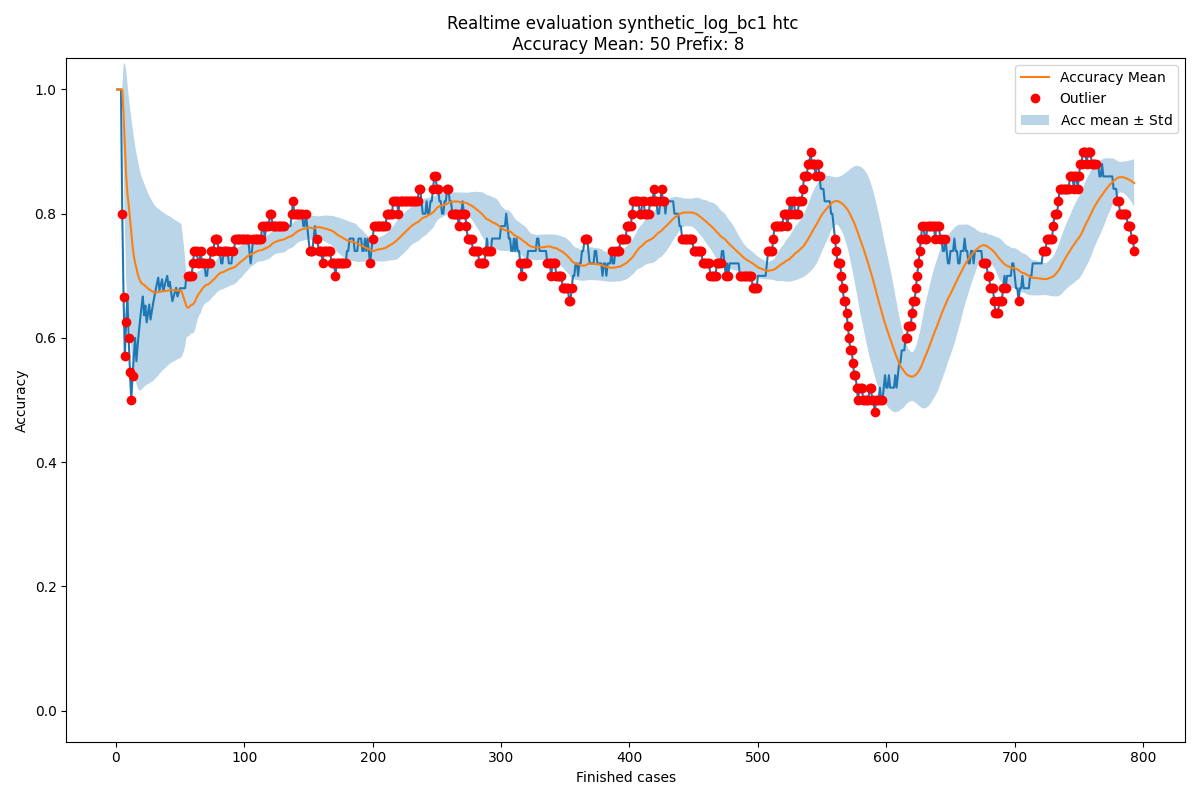 Realtime evaluation synthetic_log_bc1 htc
Accuracy Mean: 50 Prefix: 8
Accuracy Mean
Outlier
Acc mean ± Std
Accuracy
1.0
0.8
0.6
0.4
0.2
0.0
0 100 200 300 400 500 600 700 800
Finished cases